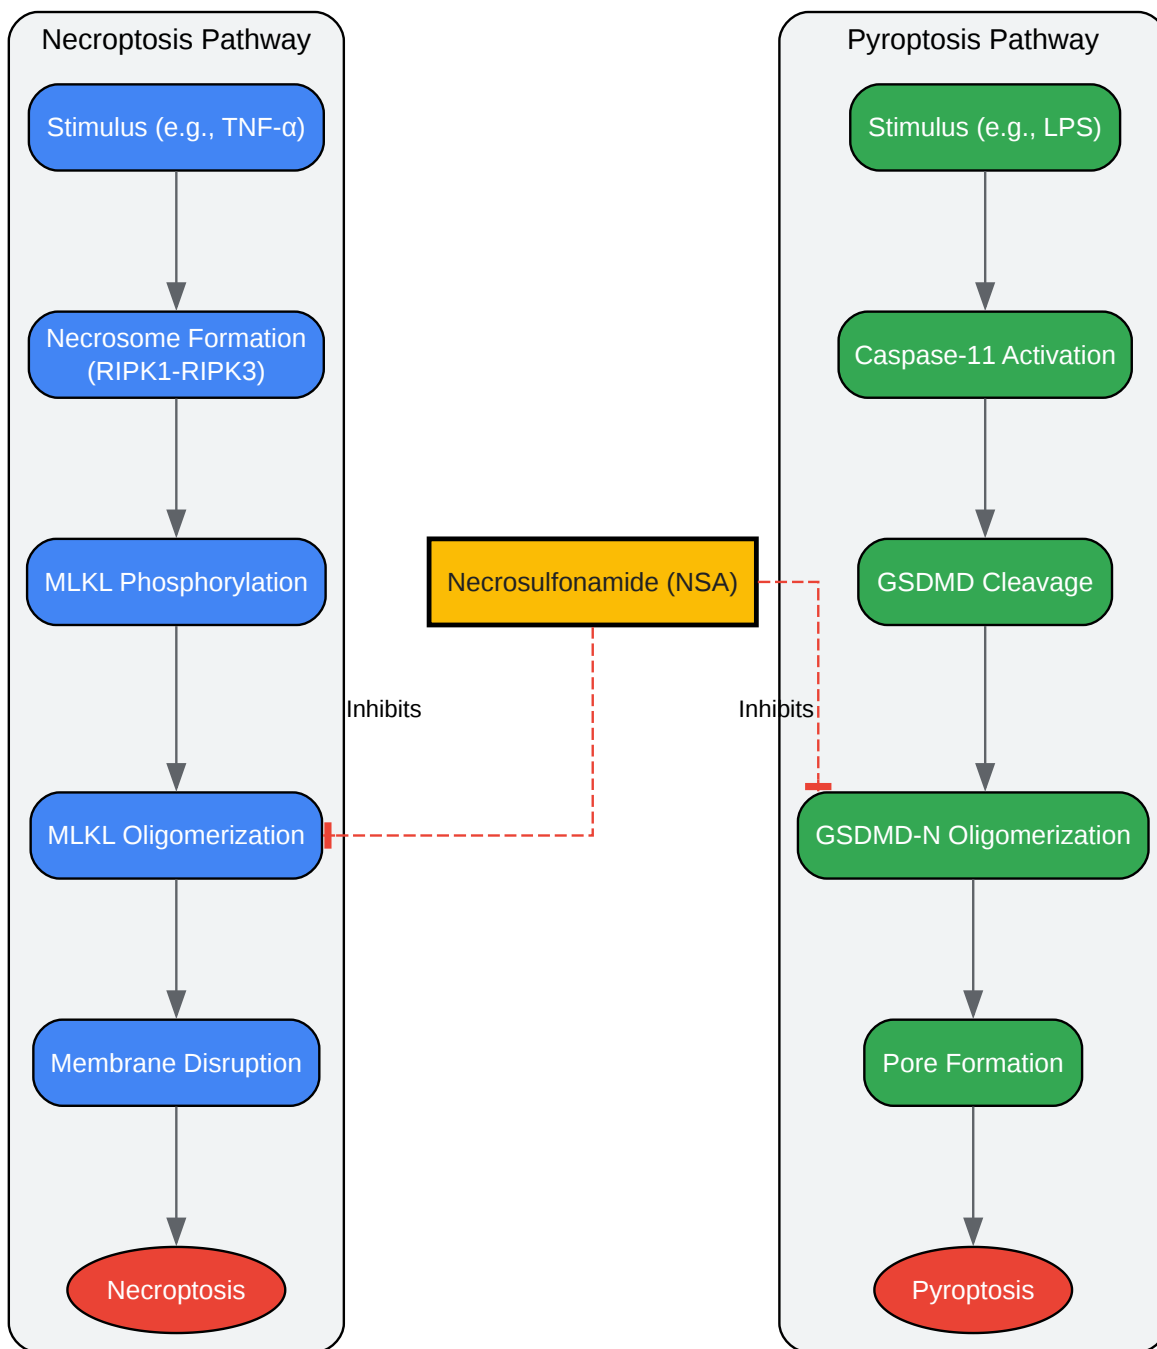 Necroptosis Pathway
Stimulus (e.g., TNF-α)
Necrosome Formation
(RIPK1-RIPK3)
MLKL Phosphorylation
MLKL Oligomerization
Membrane Disruption
Necroptosis
Necrosulfonamide (NSA)
Inhibits
Inhibits
Pyroptosis Pathway
Stimulus (e.g., LPS)
Caspase-11 Activation
GSDMD Cleavage
GSDMD-N Oligomerization
Pore Formation
Pyroptosis